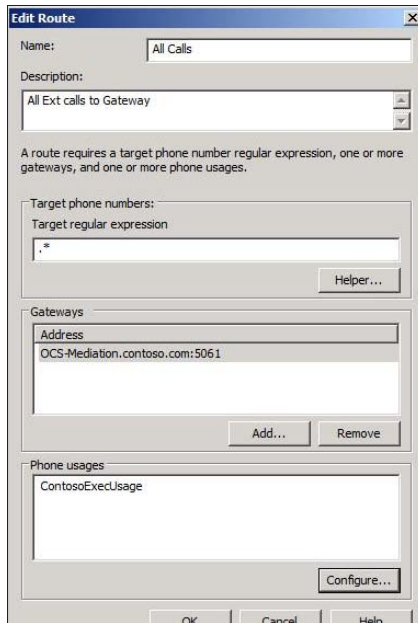 Edit Route
Name:
All Calls
Description:
All Ext calls to Gateway
A route requires a target phone number regular expression, one or more
gateways, and one or more phone usages.
Target phone numbers:
Target regular expression
.*
Helper...
Gateways
Address
OCS-Mediation.contoso.com:5061
Add... Remove
Phone usages
ContosoExecUsage
Configure...
OK Cancel Help